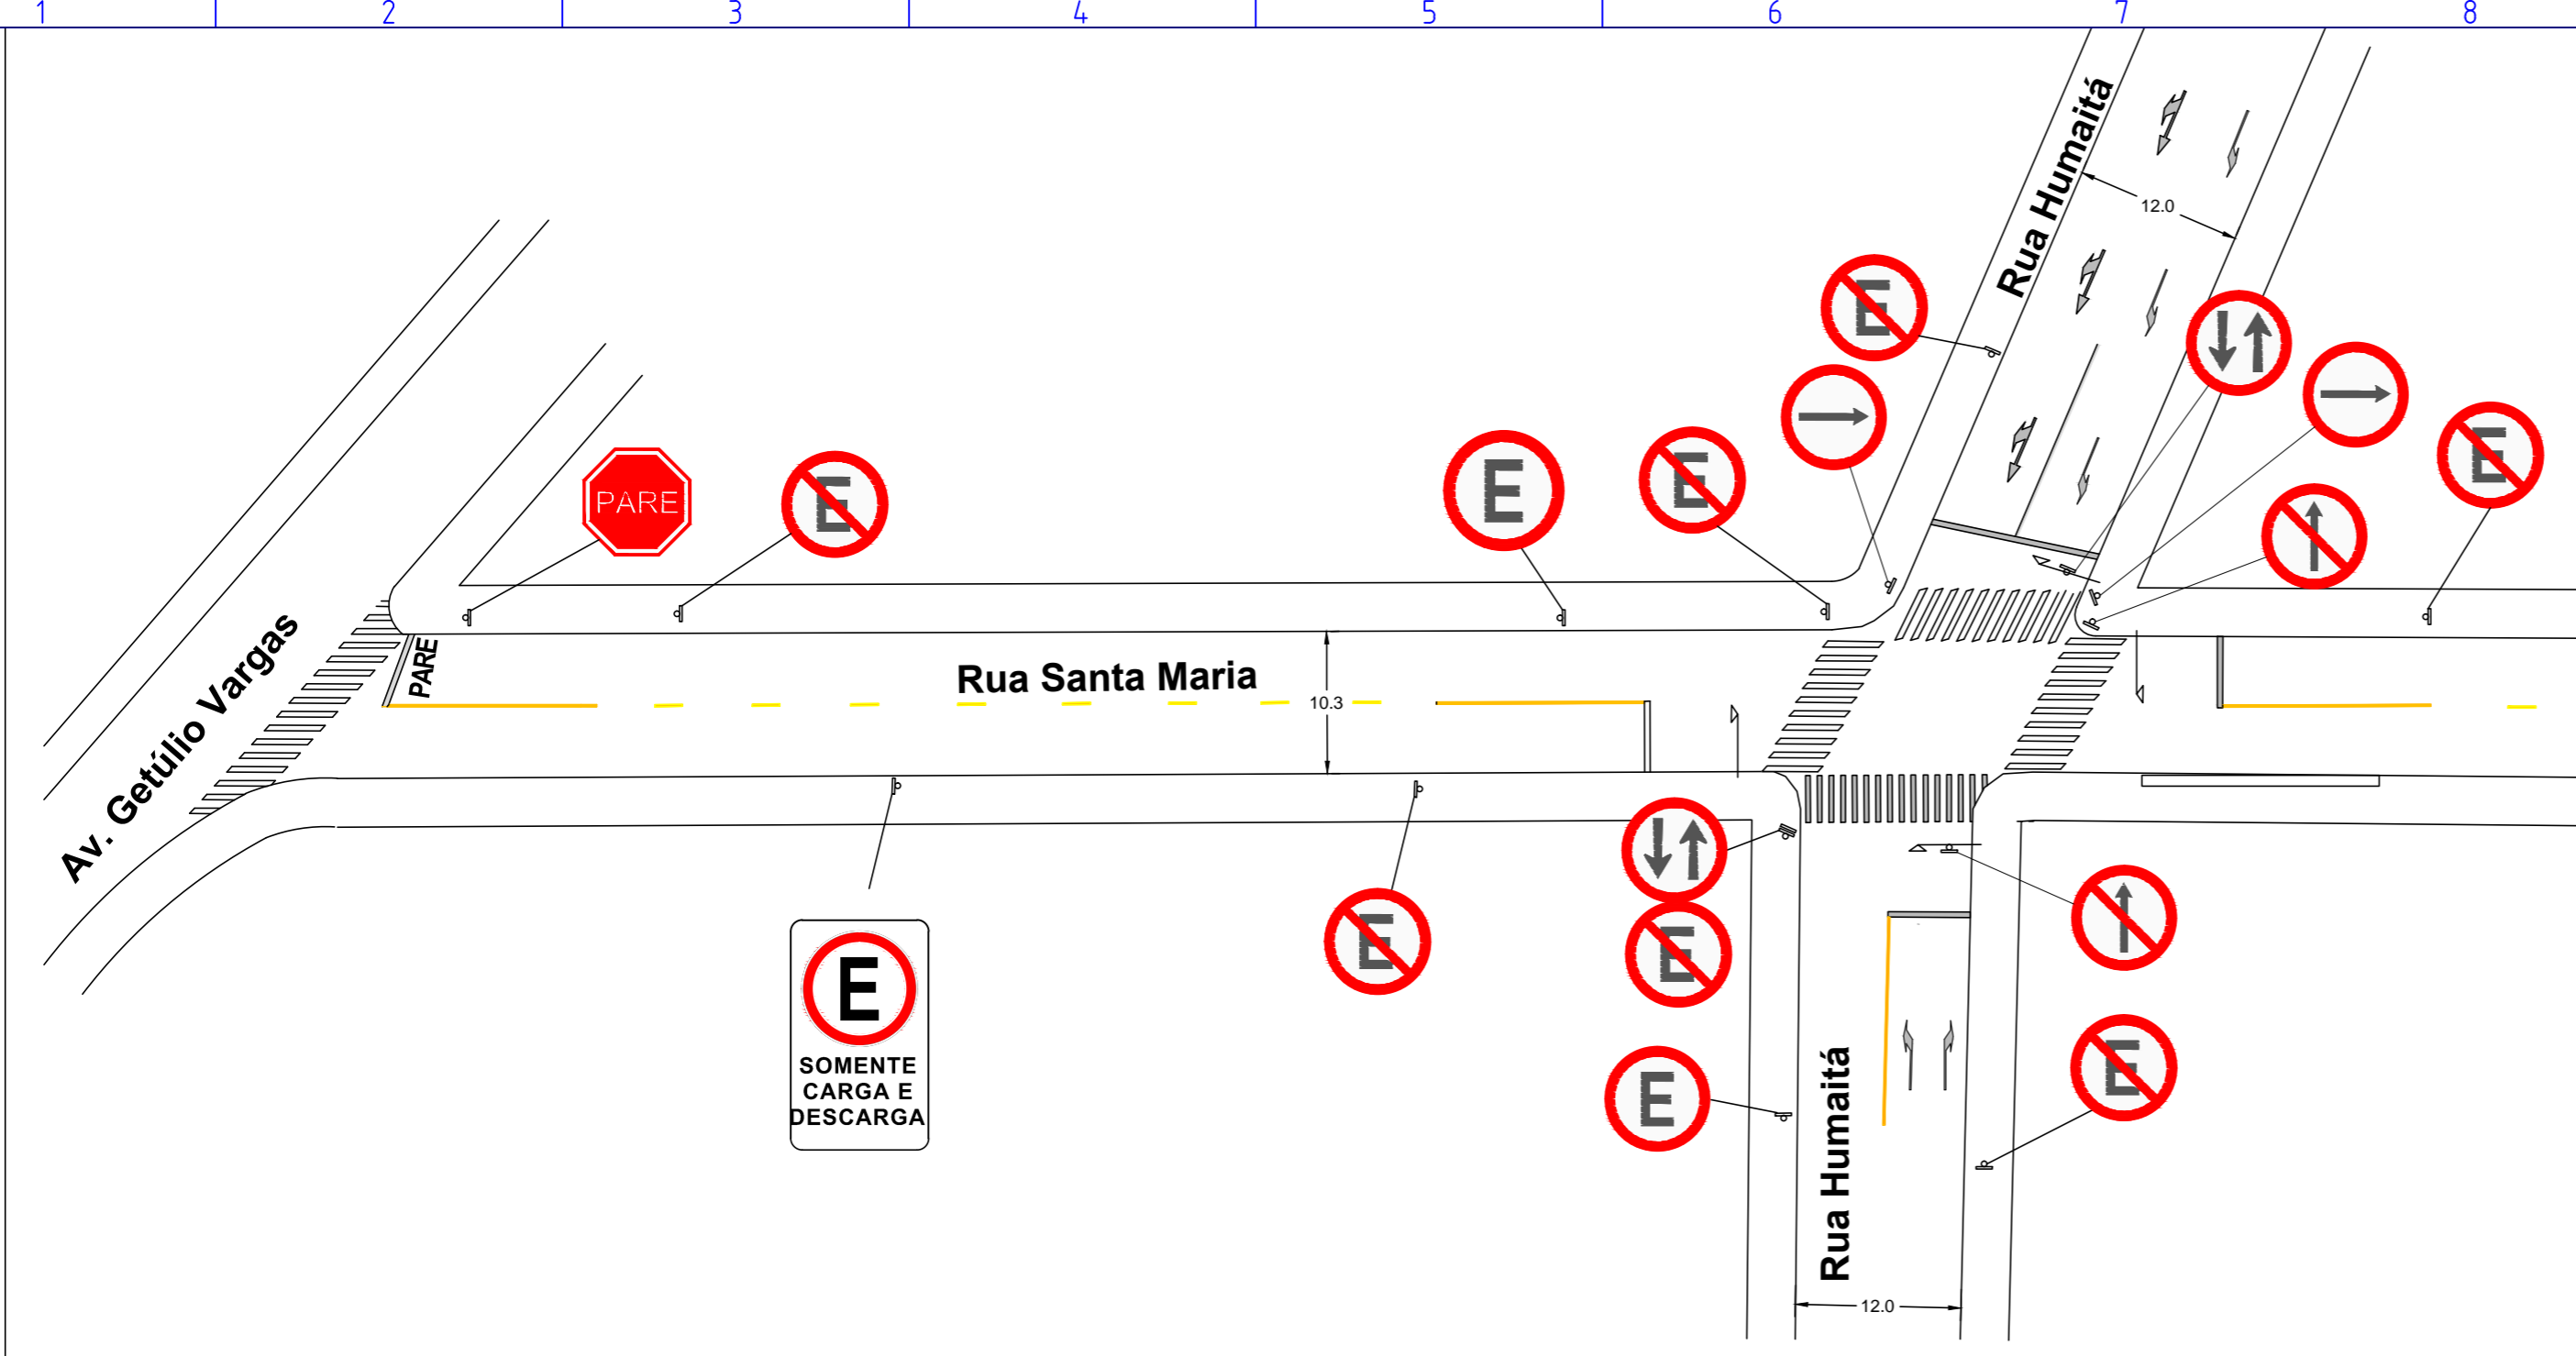 1 2 3 4 5 6 7 8
Rua Humaitá
12.0
E
E
PARE
E
E
E
Av. Getúlio Vargas
PARE
Rua Santa Maria
10.3
E
E
SOMENTE
CARGA E
DESCARGA
E
E
E
Rua Humaitá
E
12.0